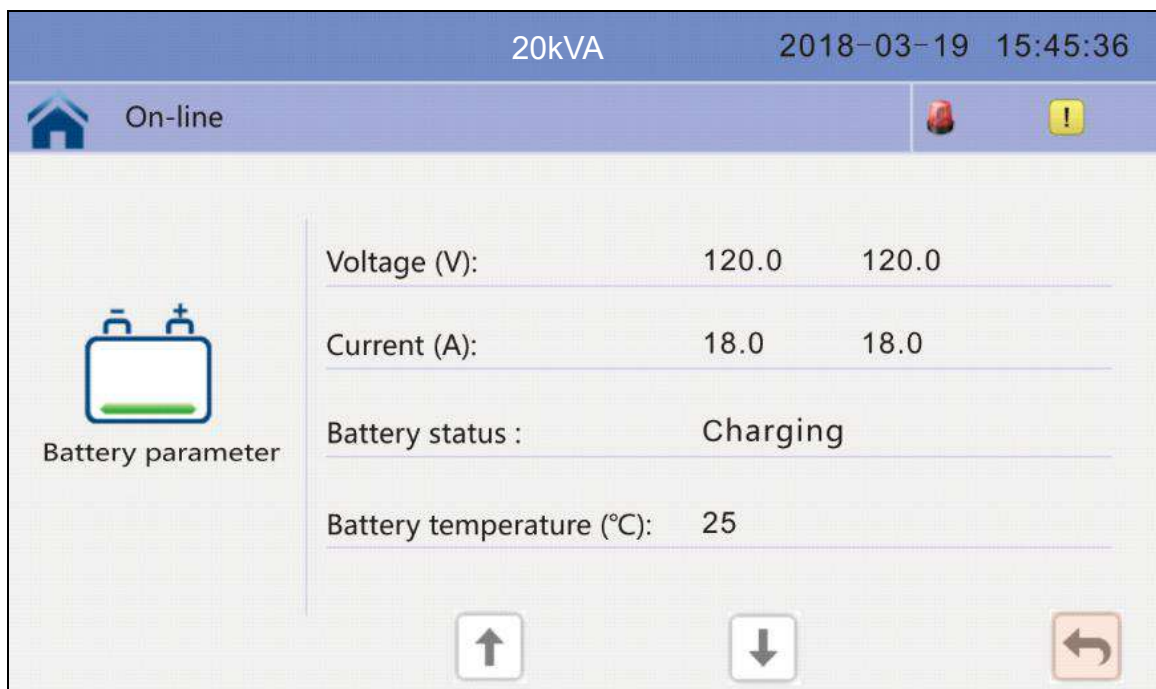 20kVA 2018-03-19 15:45:36
On-line
!
Voltage (V): 120.0 120.0
Current (A): 18.0 18.0
Battery status : Charging
Battery parameter
Battery temperature (℃): 25